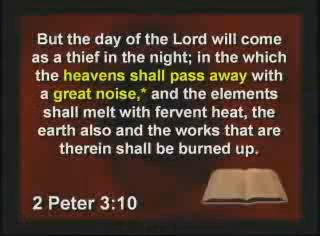 But the day of the Lord will come
as a thief in the night; in the which
the heavens shall pass away with
a great noise,* and the elements
shall melt with fervent heat, the
earth also and the works that are
therein shall be burned up.
2 Peter 3:10